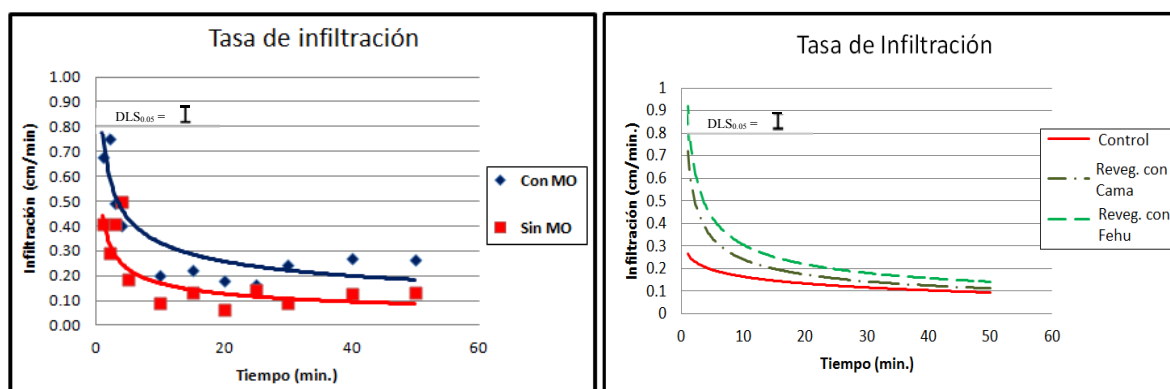 Tasa de infiltración
Infiltración (cm/min)
1.00
0.90
0.80
0.70
0.60
0.50
0.40
0.30
0.20
0.10
0.00
DLS0.05 =
0
20
40
60
Tiempo (min.)
Con MO
Sin MO
Tasa de Infiltración
Infiltración (cm/min.)
1
0.9
0.8
0.7
0.6
0.5
0.4
0.3
0.2
0.1
0
DLS0.05 =
0
10
20
30
40
50
60
Tiempo (min.)
Control
Reveg. con
Cama
Reveg. con
Fehu